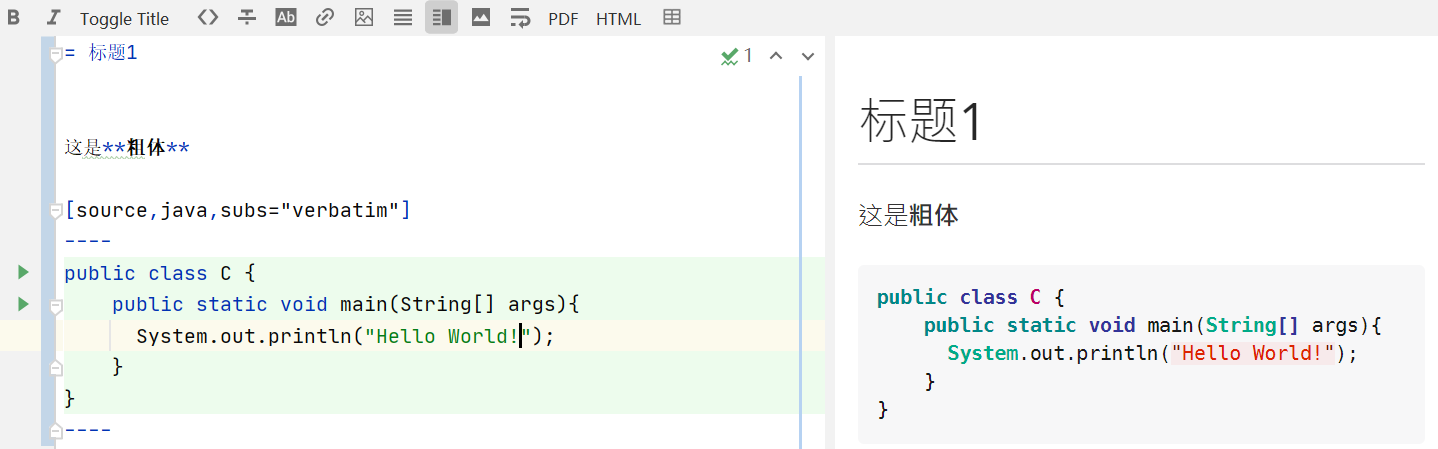 B I Toggle Title Ab PDF HTML
= 标题1
1
这是**粗体**
[source,java,subs="verbatim"]
----
public class C {
    public static void main(String[] args){
      System.out.println("Hello World!");
    }
}
----
标题1
这是粗体
public class C {
    public static void main(String[] args){
      System.out.println("Hello World!");
    }
}